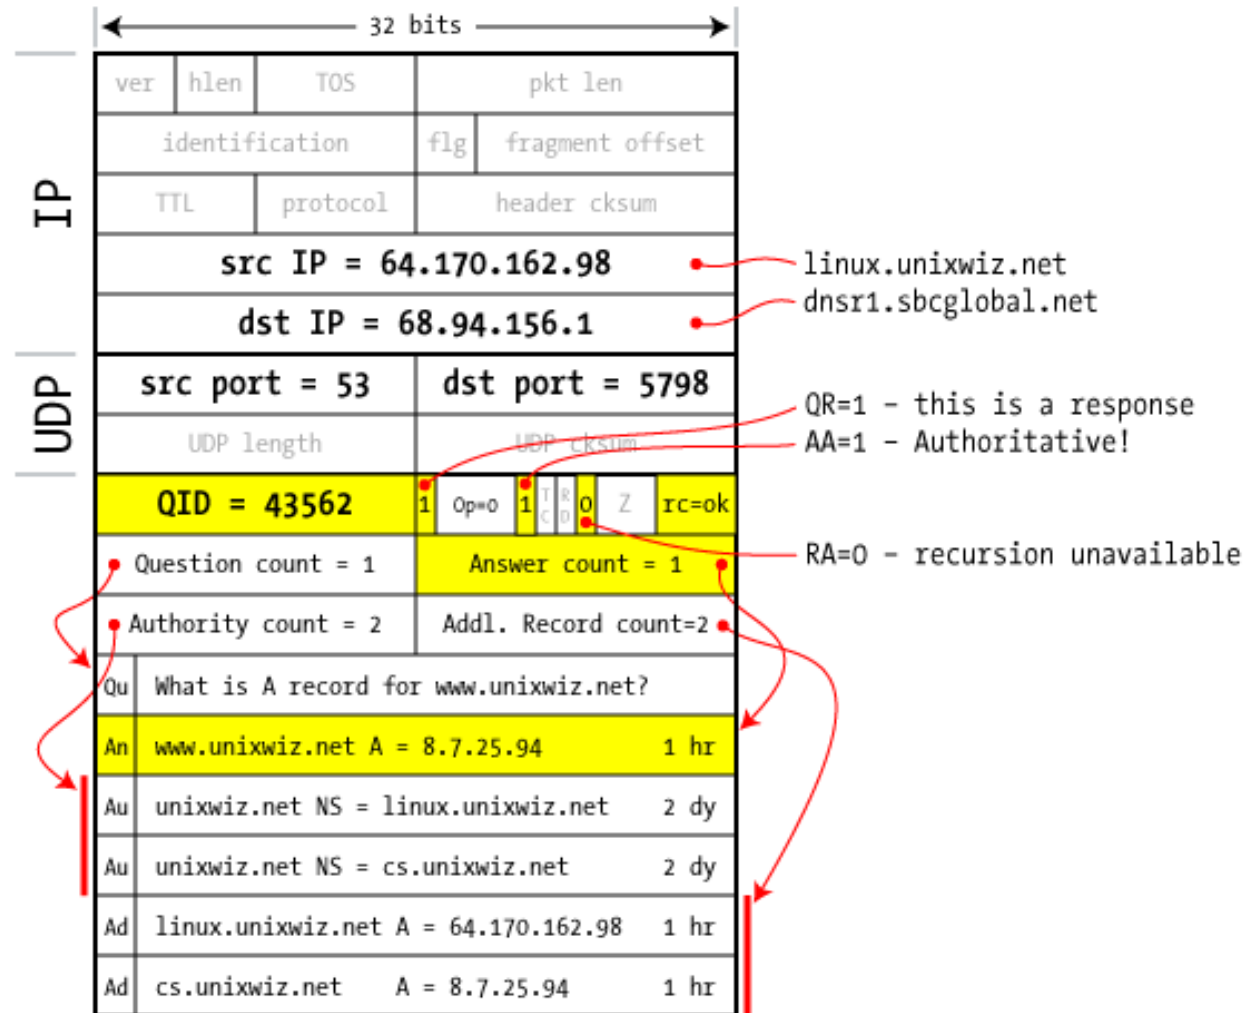 32 bits
ver hlen TOS pkt len
identification flg fragment offset
TTL protocol header cksum
IP
src IP = 64.170.162.98 linux.unixwiz.net
dst IP = 68.94.156.1 dnsr1.sbcglobal.net
UDP
src port = 53 dst port = 5798
QR=1 – this is a response
UDP length UDP cksum
AA=1 – Authoritative!
QID = 43562 1 Op=0 1 TC RD 0 Z rc=ok
RA=0 – recursion unavailable
Question count = 1 Answer count = 1
Authority count = 2 Addl. Record count=2
Qu What is A record for www.unixwiz.net?
An www.unixwiz.net A = 8.7.25.94 1 hr
Au unixwiz.net NS = linux.unixwiz.net 2 dy
Au unixwiz.net NS = cs.unixwiz.net 2 dy
Ad linux.unixwiz.net A = 64.170.162.98 1 hr
Ad cs.unixwiz.net A = 8.7.25.94 1 hr